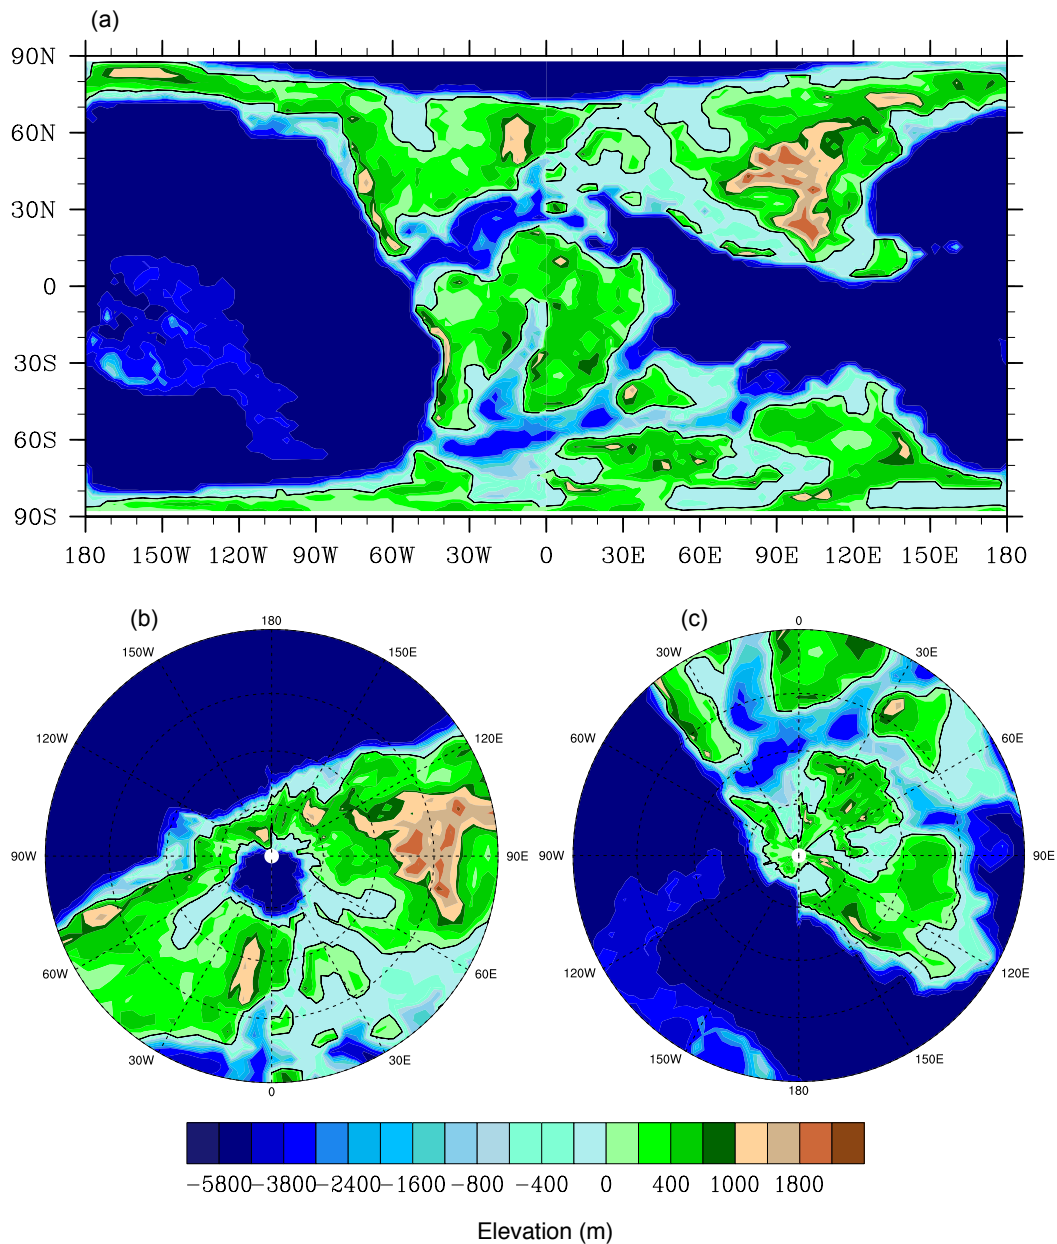 (a)
90N
60N
30N
0
30S
60S
90S
180 150W 120W 90W 60W 30W 0 30E 60E 90E 120E 150E 180
(b)
180
150W 150E
120W 120E
90W 90E
60W 60E
30W 30E
0
(c)
0
30W 30E
60W 60E
90W 90E
120W 120E
150W 150E
180
−5800 −3800 −2400 −1600 −800 −400 0 400 1000 1800
Elevation (m)